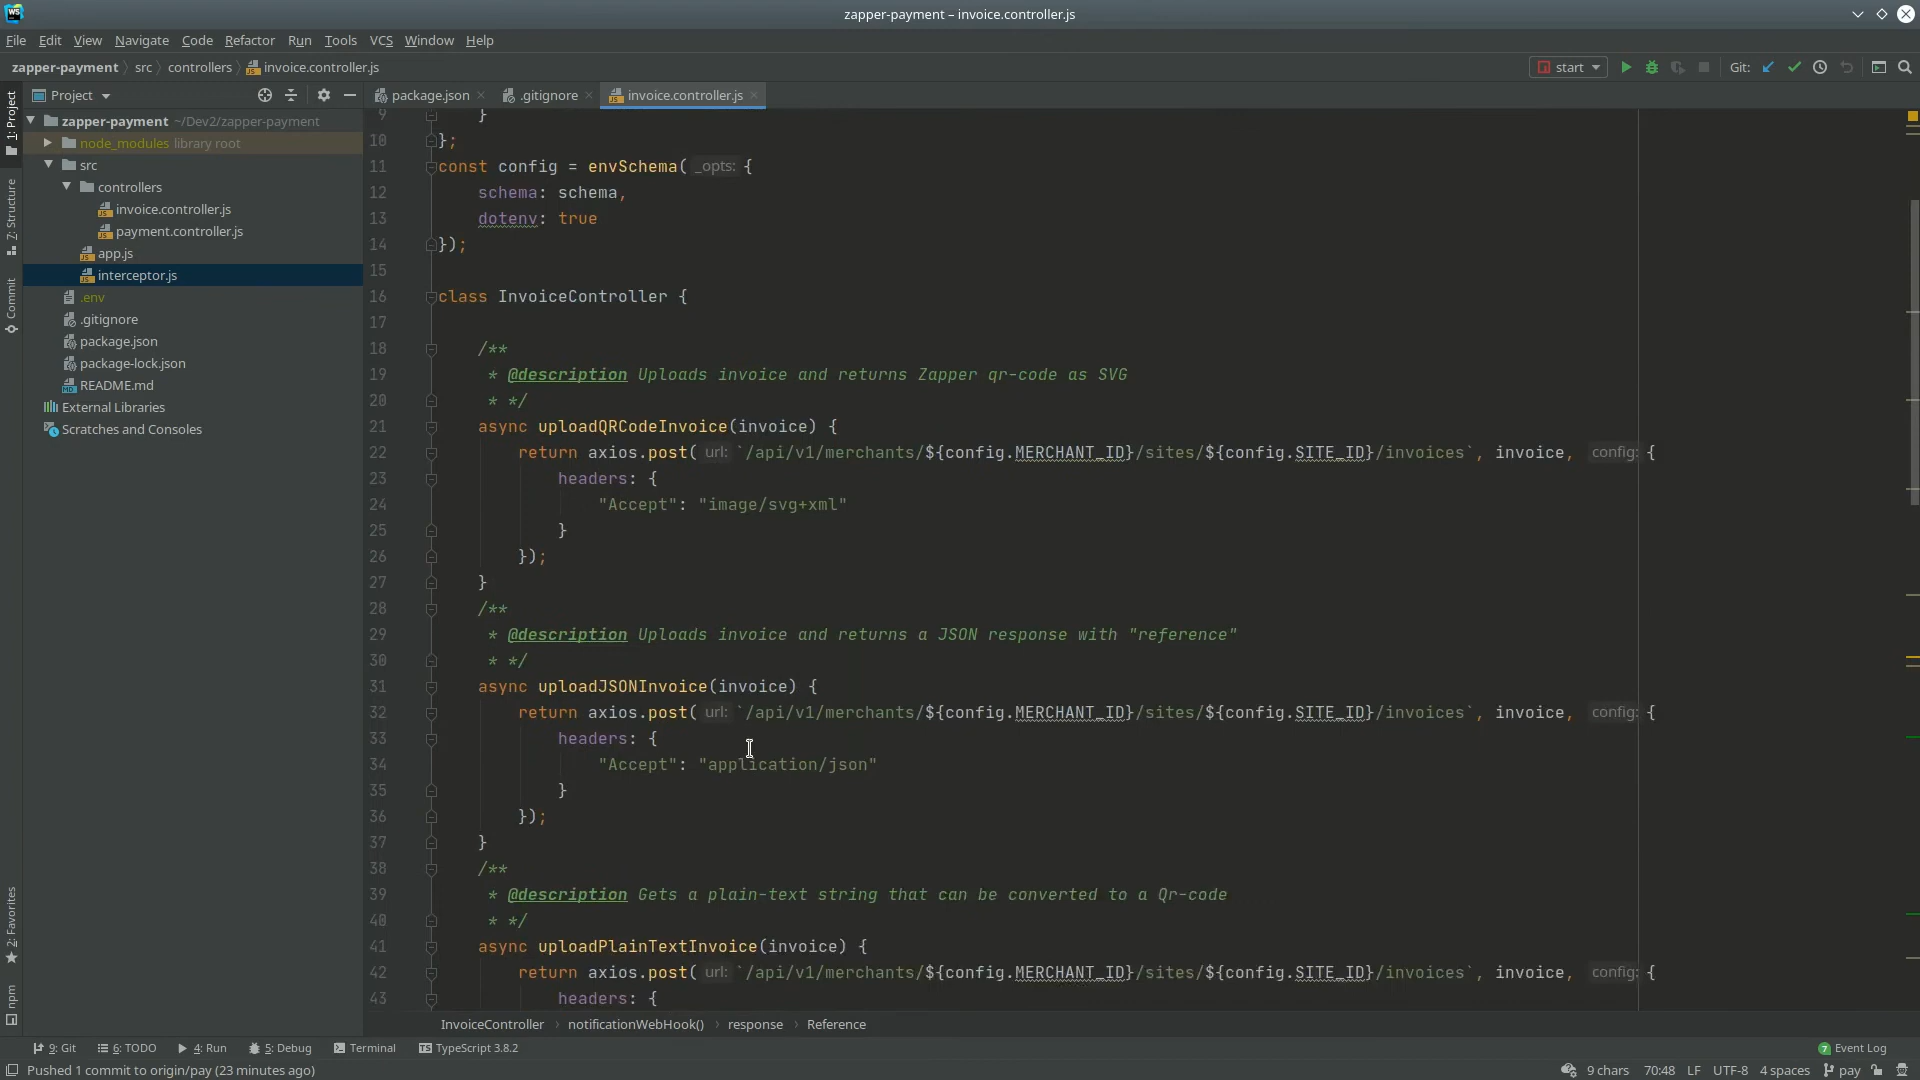 zapper-payment – invoice.controller.js
File Edit View Navigate Code Refactor Run Tools VCS Window Help
zapper-payment src controllers invoice.controller.js
start Git:
Project
package.json .gitignore invoice.controller.js
1: Project
7: Structure
Commit
2: Favorites
npm
zapper-payment ~/Dev2/zapper-payment
node_modules library root
src
controllers
invoice.controller.js
payment.controller.js
app.js
interceptor.js
.env
.gitignore
package.json
package-lock.json
README.md
External Libraries
Scratches and Consoles
9 }
10 };
11 const config = envSchema( _opts: {
12 schema: schema,
13 dotenv: true
14 });
15
16 class InvoiceController {
17
18 /**
19 * @description Uploads invoice and returns Zapper qr-code as SVG
20 * */
21 async uploadQRCodeInvoice(invoice) {
22 return axios.post( url: `/api/v1/merchants/${config.MERCHANT_ID}/sites/${config.SITE_ID}/invoices`, invoice, config: {
23 headers: {
24 "Accept": "image/svg+xml"
25 }
26 });
27 }
28 /**
29 * @description Uploads invoice and returns a JSON response with "reference"
30 * */
31 async uploadJSONInvoice(invoice) {
32 return axios.post( url: `/api/v1/merchants/${config.MERCHANT_ID}/sites/${config.SITE_ID}/invoices`, invoice, config: {
33 headers: {
34 "Accept": "application/json"
35 }
36 });
37 }
38 /**
39 * @description Gets a plain-text string that can be converted to a Qr-code
40 * */
41 async uploadPlainTextInvoice(invoice) {
42 return axios.post( url: `/api/v1/merchants/${config.MERCHANT_ID}/sites/${config.SITE_ID}/invoices`, invoice, config: {
43 headers: {
InvoiceController notificationWebHook() response Reference
9: Git 6: TODO 4: Run 5: Debug Terminal TypeScript 3.8.2 7 Event Log
Pushed 1 commit to origin/pay (23 minutes ago) 9 chars 70:48 LF UTF-8 4 spaces pay